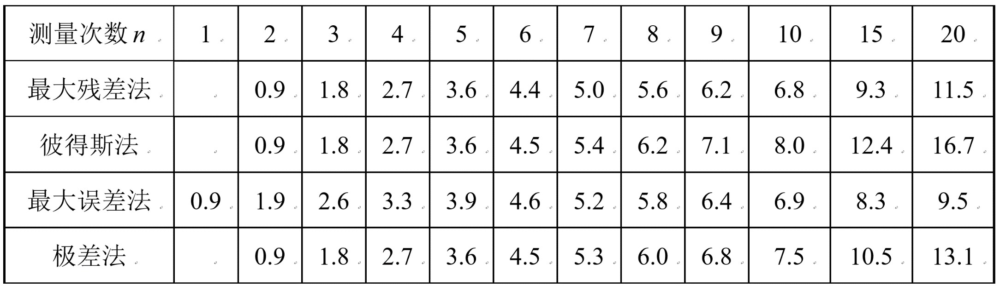 测量次数n 1 2 3 4 5 6 7 8 9 10 15 20
最大残差法 0.9 1.8 2.7 3.6 4.4 5.0 5.6 6.2 6.8 9.3 11.5
彼得斯法 0.9 1.8 2.7 3.6 4.5 5.4 6.2 7.1 8.0 12.4 16.7
最大误差法 0.9 1.9 2.6 3.3 3.9 4.6 5.2 5.8 6.4 6.9 8.3 9.5
极差法 0.9 1.8 2.7 3.6 4.5 5.3 6.0 6.8 7.5 10.5 13.1